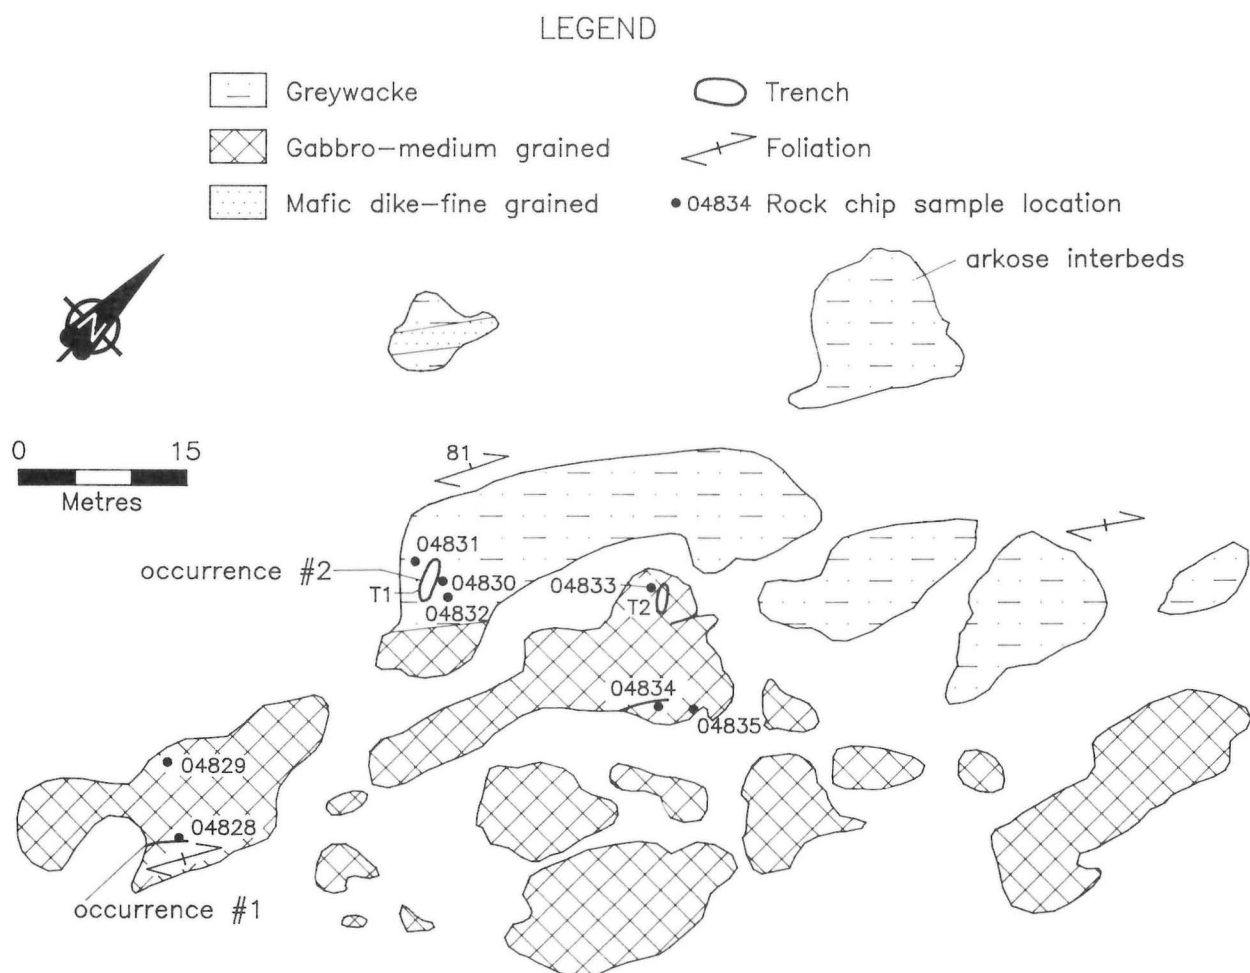 LEGEND
Greywacke
Trench
Gabbro-medium grained
Foliation
Mafic dike-fine grained
04834 Rock chip sample location
arkose interbeds
N
0 15
Metres
81
04831
occurrence #2
04830
T1
04832
04833
T2
04834
04835
04829
04828
occurrence #1